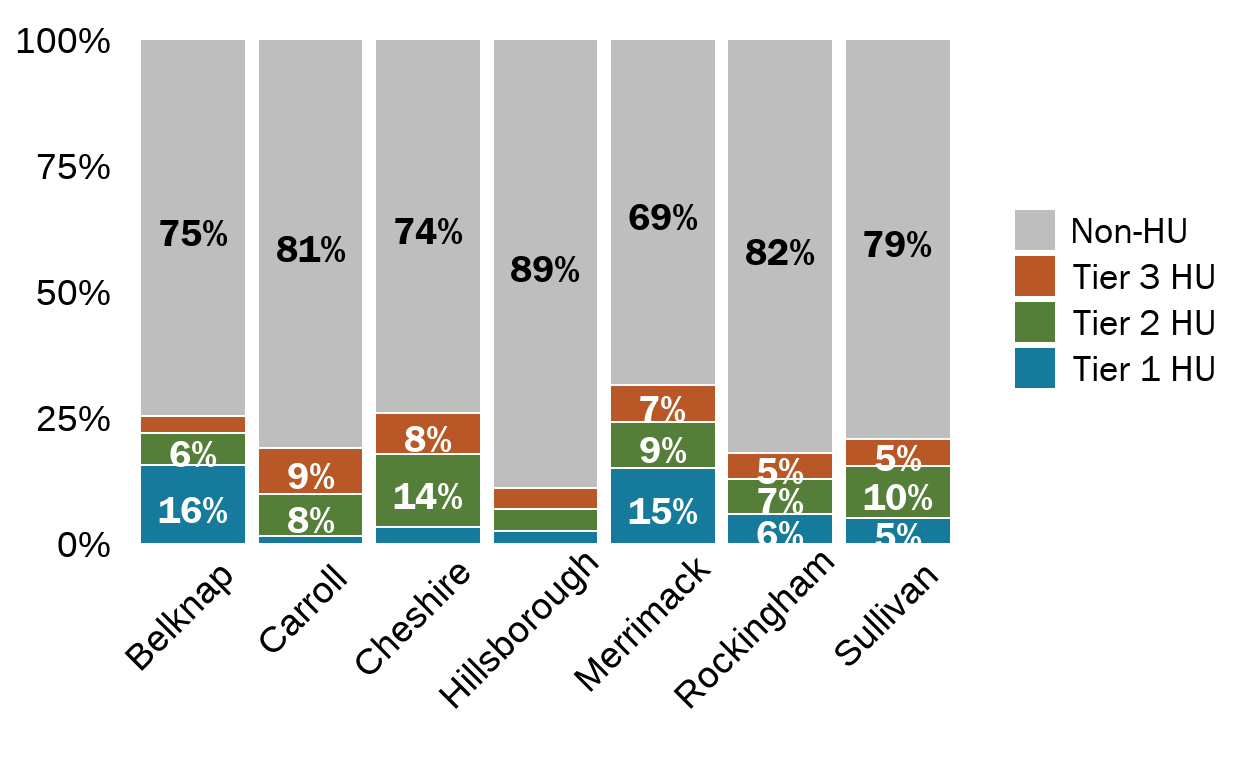 100%
75%
50%
25%
0%
75%
6%
16%
81%
9%
8%
74%
8%
14%
89%
69%
7%
9%
15%
82%
5%
7%
6%
79%
5%
10%
5%
Belknap
Carroll
Cheshire
Hillsborough
Merrimack
Rockingham
Sullivan
Non-HU
Tier 3 HU
Tier 2 HU
Tier 1 HU